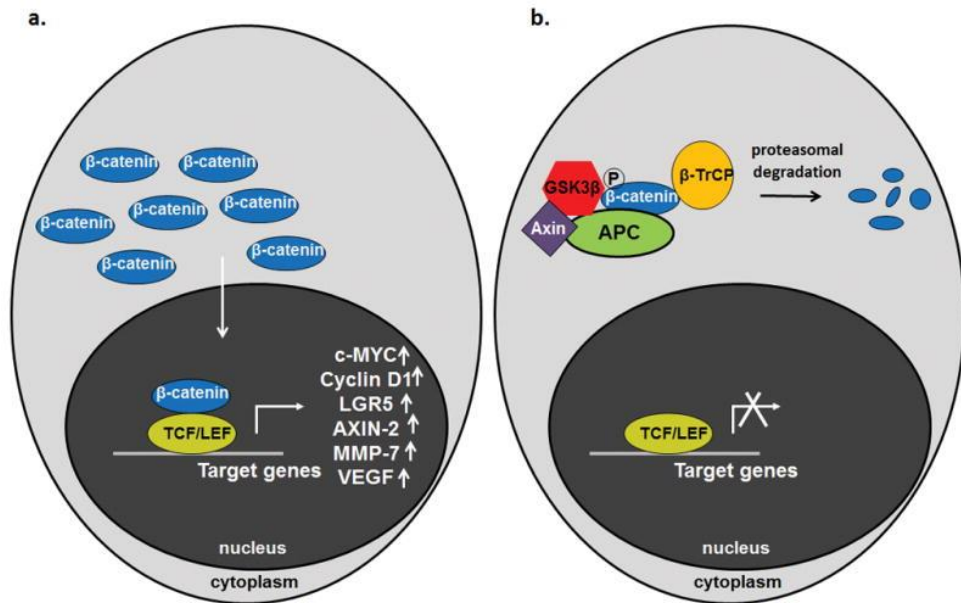 a.
β-catenin
β-catenin
β-catenin
β-catenin
β-catenin
β-catenin
β-catenin
β-catenin
TCF/LEF
Target genes
c-MYC↑
Cyclin D1↑
LGR5 ↑
AXIN-2 ↑
MMP-7 ↑
VEGF ↑
nucleus
cytoplasm
b.
GSK3β
P
β-catenin
β-TrCP
Axin
APC
proteasomal
degradation
TCF/LEF
Target genes
nucleus
cytoplasm